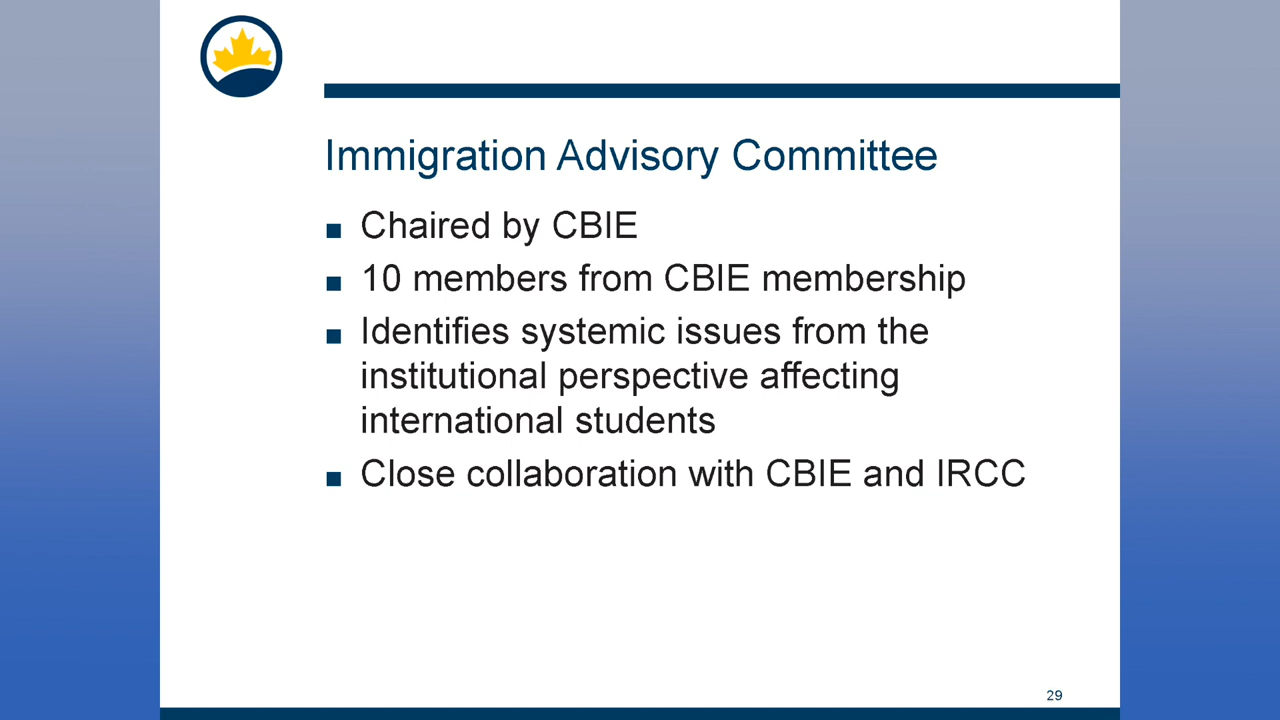 Immigration Advisory Committee
Chaired by CBIE
10 members from CBIE membership
Identifies systemic issues from the
institutional perspective affecting
international students
Close collaboration with CBIE and IRCC
29